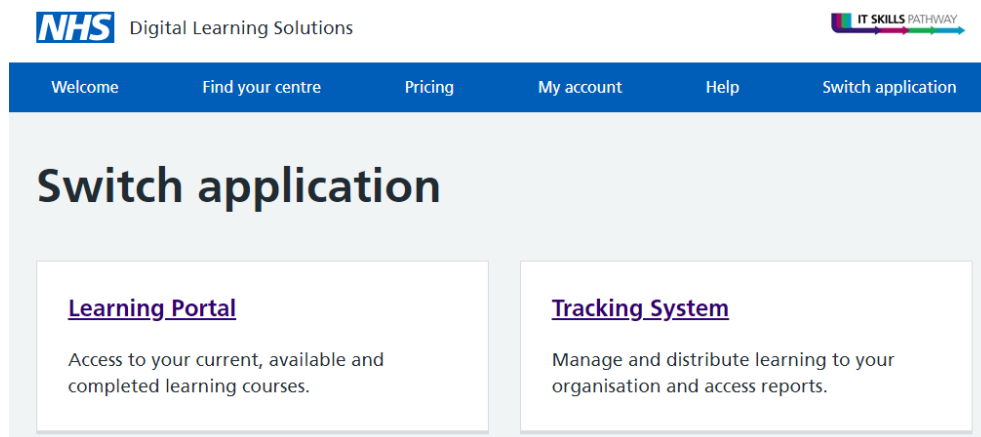 NHS Digital Learning Solutions
IT SKILLS PATHWAY
Welcome Find your centre Pricing My account Help Switch application
Switch application
Learning Portal
Access to your current, available and
completed learning courses.
Tracking System
Manage and distribute learning to your
organisation and access reports.